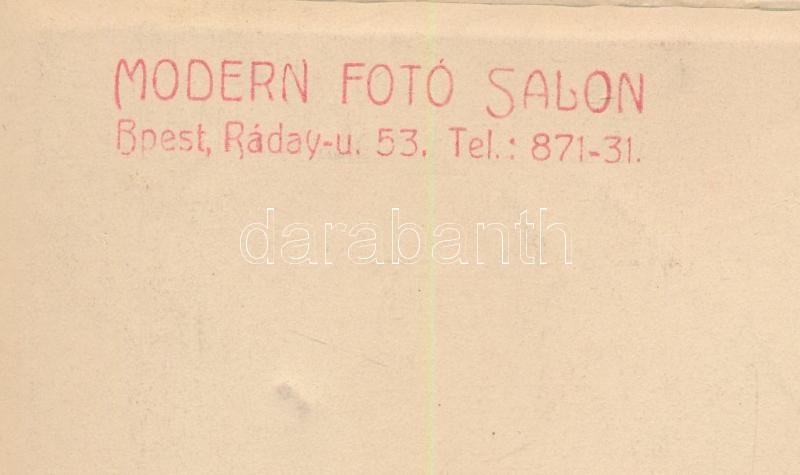 MODERN FOTÓ SALON
Bpest, Ráday-u. 53. Tel.: 871-31.
darabanth